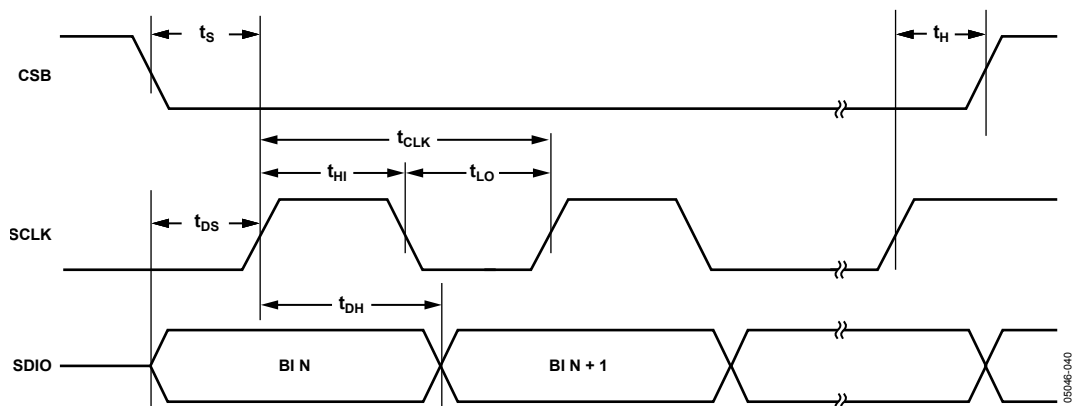 tS
tH
CSB
tCLK
tHI
tLO
tDS
SCLK
tDH
SDIO
BI N
BI N + 1
05046-040